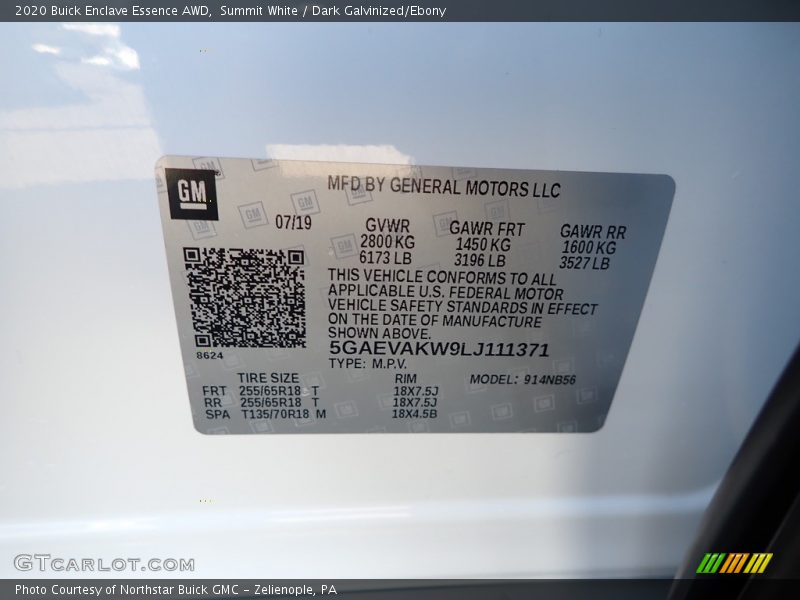 2020 Buick Enclave Essence AWD, Summit White / Dark Galvinized/Ebony
GM
MFD BY GENERAL MOTORS LLC
07/19
GVWR GAWR FRT GAWR RR
2800 KG 1450 KG 1600 KG
6173 LB 3196 LB 3527 LB
THIS VEHICLE CONFORMS TO ALL
APPLICABLE U.S. FEDERAL MOTOR
VEHICLE SAFETY STANDARDS IN EFFECT
ON THE DATE OF MANUFACTURE
SHOWN ABOVE.
8624
5GAEVAKW9LJ111371
TYPE: M.P.V.
TIRE SIZE RIM MODEL: 914NB56
FRT 255/65R18 T 18X7.5J
RR 255/65R18 T 18X7.5J
SPA T135/70R18 M 18X4.5B
GTCARLOT.COM
Photo Courtesy of Northstar Buick GMC - Zelienople, PA